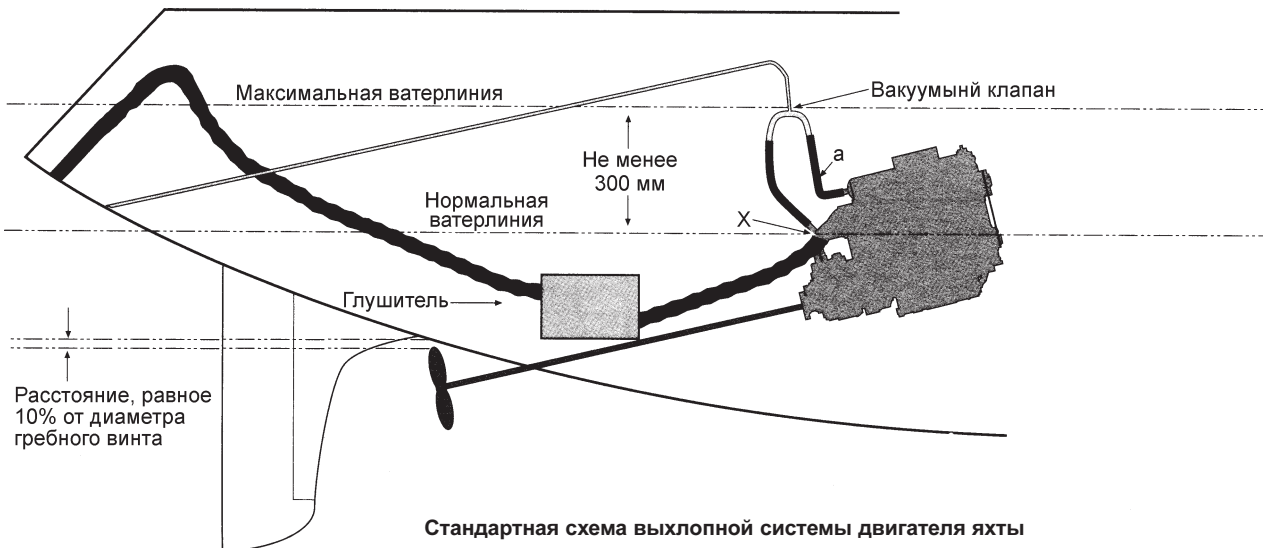 Максимальная ватерлиния
Вакуумынй клапан
Не менее
300 мм
а
Нормальная
ватерлиния
Х
Глушитель
Расстояние, равное
10% от диаметра
гребного винта
Стандартная схема выхлопной системы двигателя яхты